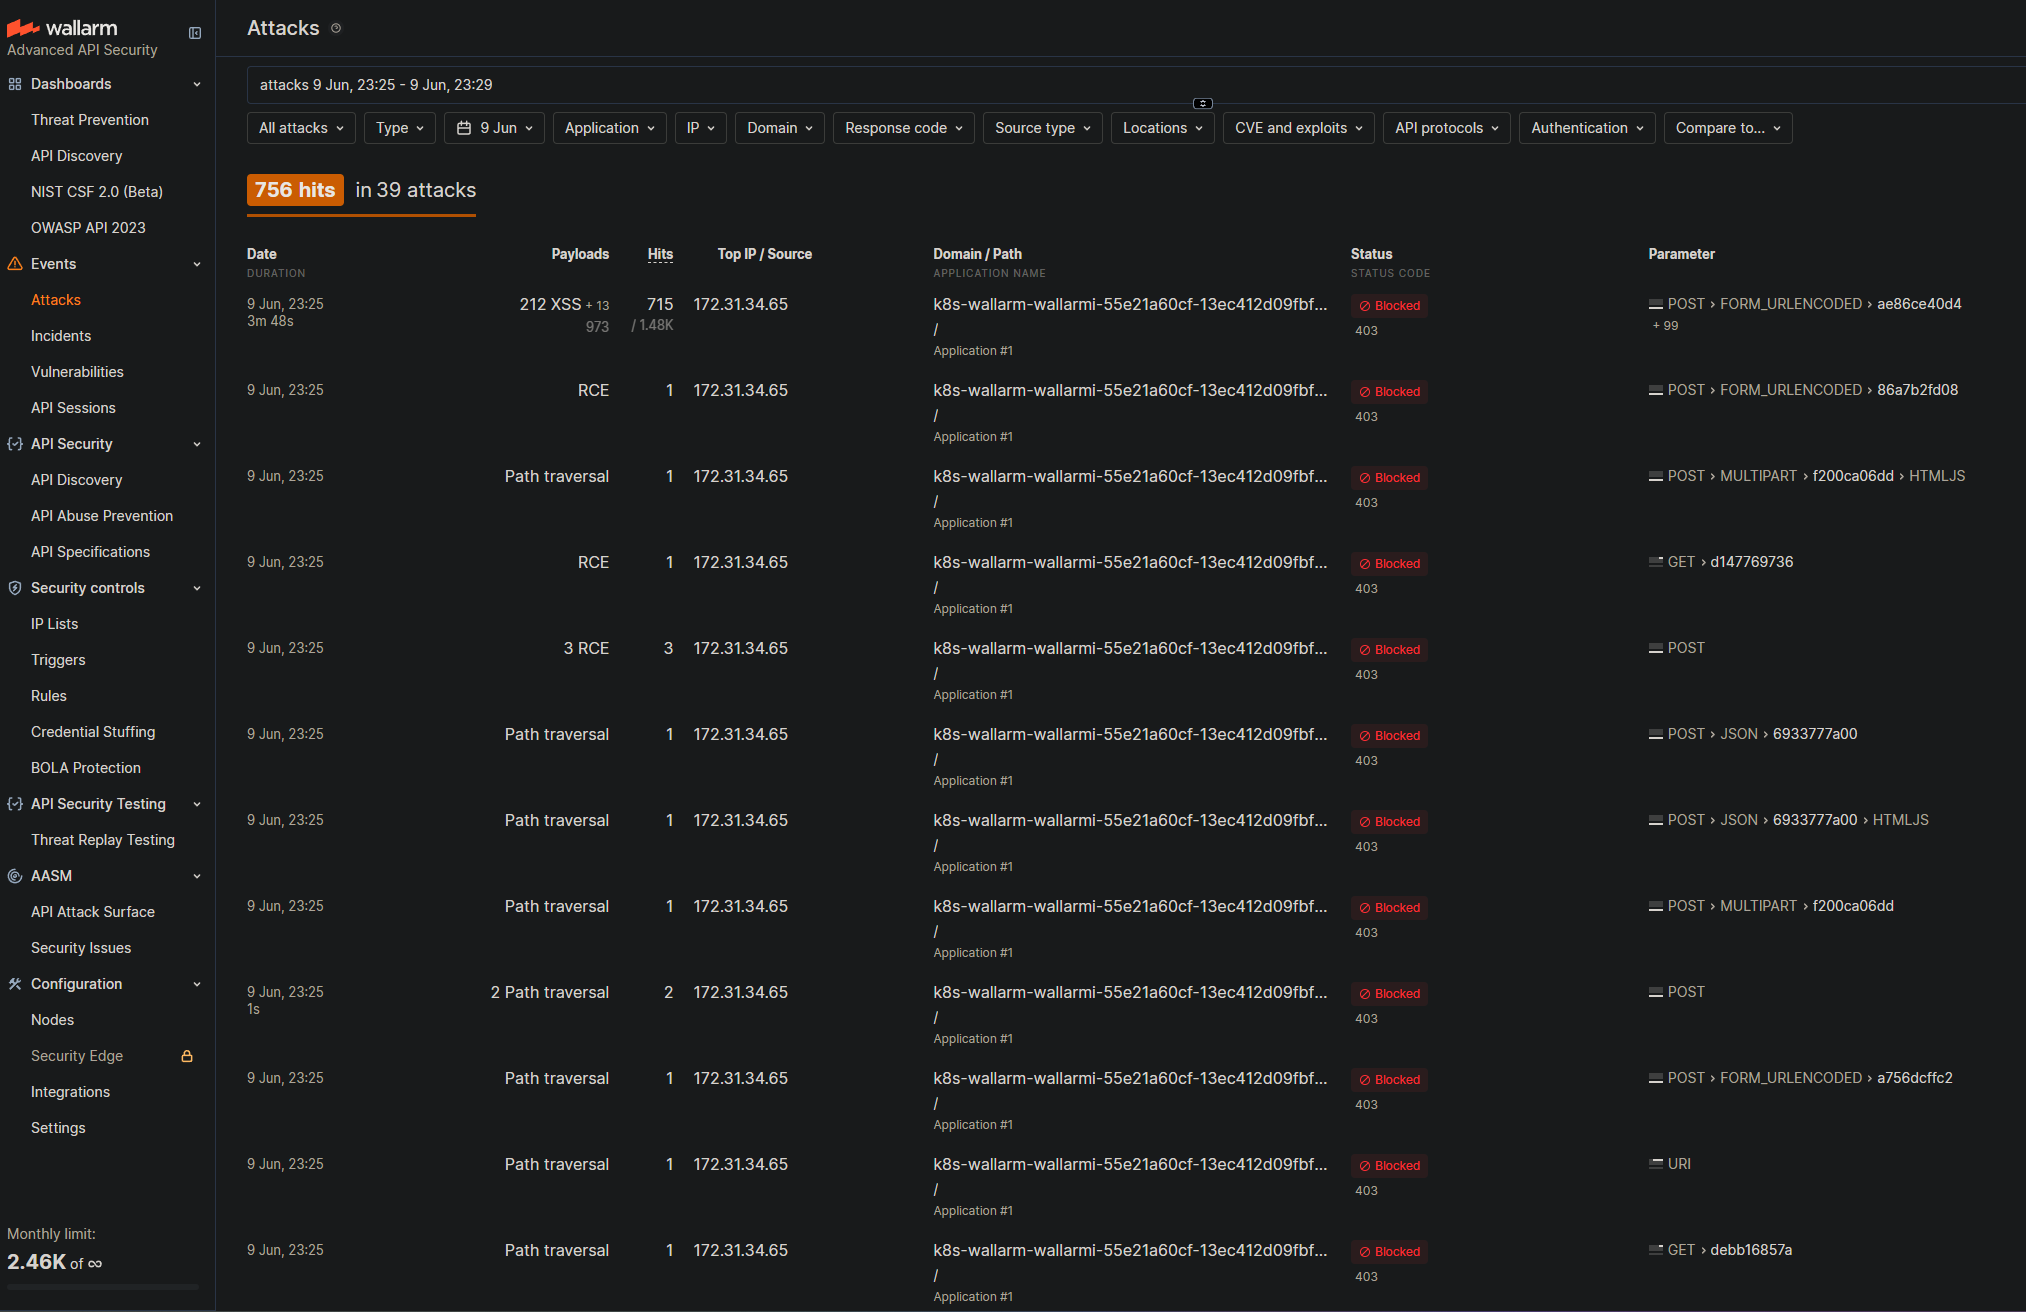 wallarm
Advanced API Security
Dashboards
Threat Prevention
API Discovery
NIST CSF 2.0 (Beta)
OWASP API 2023
Events
Attacks
Incidents
Vulnerabilities
API Sessions
API Security
API Discovery
API Abuse Prevention
API Specifications
Security controls
IP Lists
Triggers
Rules
Credential Stuffing
BOLA Protection
API Security Testing
Threat Replay Testing
AASM
API Attack Surface
Security Issues
Configuration
Nodes
Security Edge
Integrations
Settings
Monthly limit:
2.46K of ∞
Attacks
attacks 9 Jun, 23:25 - 9 Jun, 23:29
All attacks Type 9 Jun Application IP Domain Response code Source type Locations CVE and exploits API protocols Authentication Compare to...
756 hits in 39 attacks
Date Payloads Hits Top IP / Source Domain / Path Status Parameter
DURATION APPLICATION NAME STATUS CODE
9 Jun, 23:25 212 XSS + 13 715 172.31.34.65 k8s-wallarm-wallarmi-55e21a60cf-13ec412d09fbf... Blocked POST › FORM_URLENCODED › ae86ce40d4
3m 48s 973 / 1.48K / 403 + 99
Application #1
9 Jun, 23:25 RCE 1 172.31.34.65 k8s-wallarm-wallarmi-55e21a60cf-13ec412d09fbf... Blocked POST › FORM_URLENCODED › 86a7b2fd08
/ 403
Application #1
9 Jun, 23:25 Path traversal 1 172.31.34.65 k8s-wallarm-wallarmi-55e21a60cf-13ec412d09fbf... Blocked POST › MULTIPART › f200ca06dd › HTMLJS
/ 403
Application #1
9 Jun, 23:25 RCE 1 172.31.34.65 k8s-wallarm-wallarmi-55e21a60cf-13ec412d09fbf... Blocked GET › d147769736
/ 403
Application #1
9 Jun, 23:25 3 RCE 3 172.31.34.65 k8s-wallarm-wallarmi-55e21a60cf-13ec412d09fbf... Blocked POST
/ 403
Application #1
9 Jun, 23:25 Path traversal 1 172.31.34.65 k8s-wallarm-wallarmi-55e21a60cf-13ec412d09fbf... Blocked POST › JSON › 6933777a00
/ 403
Application #1
9 Jun, 23:25 Path traversal 1 172.31.34.65 k8s-wallarm-wallarmi-55e21a60cf-13ec412d09fbf... Blocked POST › JSON › 6933777a00 › HTMLJS
/ 403
Application #1
9 Jun, 23:25 Path traversal 1 172.31.34.65 k8s-wallarm-wallarmi-55e21a60cf-13ec412d09fbf... Blocked POST › MULTIPART › f200ca06dd
/ 403
Application #1
9 Jun, 23:25 2 Path traversal 2 172.31.34.65 k8s-wallarm-wallarmi-55e21a60cf-13ec412d09fbf... Blocked POST
1s / 403
Application #1
9 Jun, 23:25 Path traversal 1 172.31.34.65 k8s-wallarm-wallarmi-55e21a60cf-13ec412d09fbf... Blocked POST › FORM_URLENCODED › a756dcffc2
/ 403
Application #1
9 Jun, 23:25 Path traversal 1 172.31.34.65 k8s-wallarm-wallarmi-55e21a60cf-13ec412d09fbf... Blocked URI
/ 403
Application #1
9 Jun, 23:25 Path traversal 1 172.31.34.65 k8s-wallarm-wallarmi-55e21a60cf-13ec412d09fbf... Blocked GET › debb16857a
/ 403
Application #1